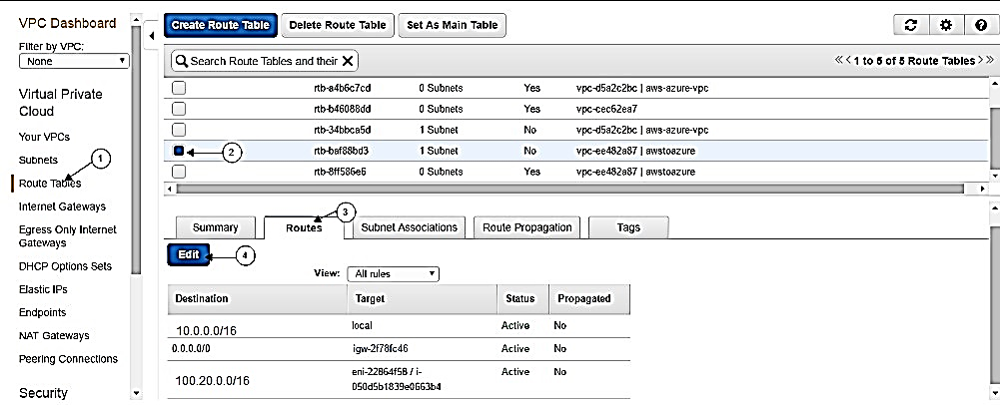 VPC Dashboard
Filter by VPC:
None
Virtual Private
Cloud
Your VPCs
Subnets
Route Tables
Internet Gateways
Egress Only Internet
Gateways
DHCP Options Sets
Elastic IPs
Endpoints
NAT Gateways
Peering Connections
Security
1
Create Route Table Delete Route Table Set As Main Table
Search Route Tables and their X
1 to 5 of 5 Route Tables
rtb-a4b6c7cd 0 Subnets Yes vpc-d5a2c2bc | aws-azure-vpc
rtb-b46088dd 0 Subnets Yes vpc-cec62ea7
rtb-34bbca5d 1 Subnet No vpc-d5a2c2bc | aws-azure-vpc
2 rtb-baf88bd3 1 Subnet No vpc-ee482a87 | awstoazure
rtb-8ff586e6 0 Subnets Yes vpc-ee482a87 | awstoazure
3
Summary Routes Subnet Associations Route Propagation Tags
Edit 4
View: All rules
Destination Target Status Propagated
10.0.0.0/16 local Active No
0.0.0.0/0 igw-2f78fc46 Active No
100.20.0.0/16 eni-22864f58 / i-
050d5b1839e0663b4 Active No